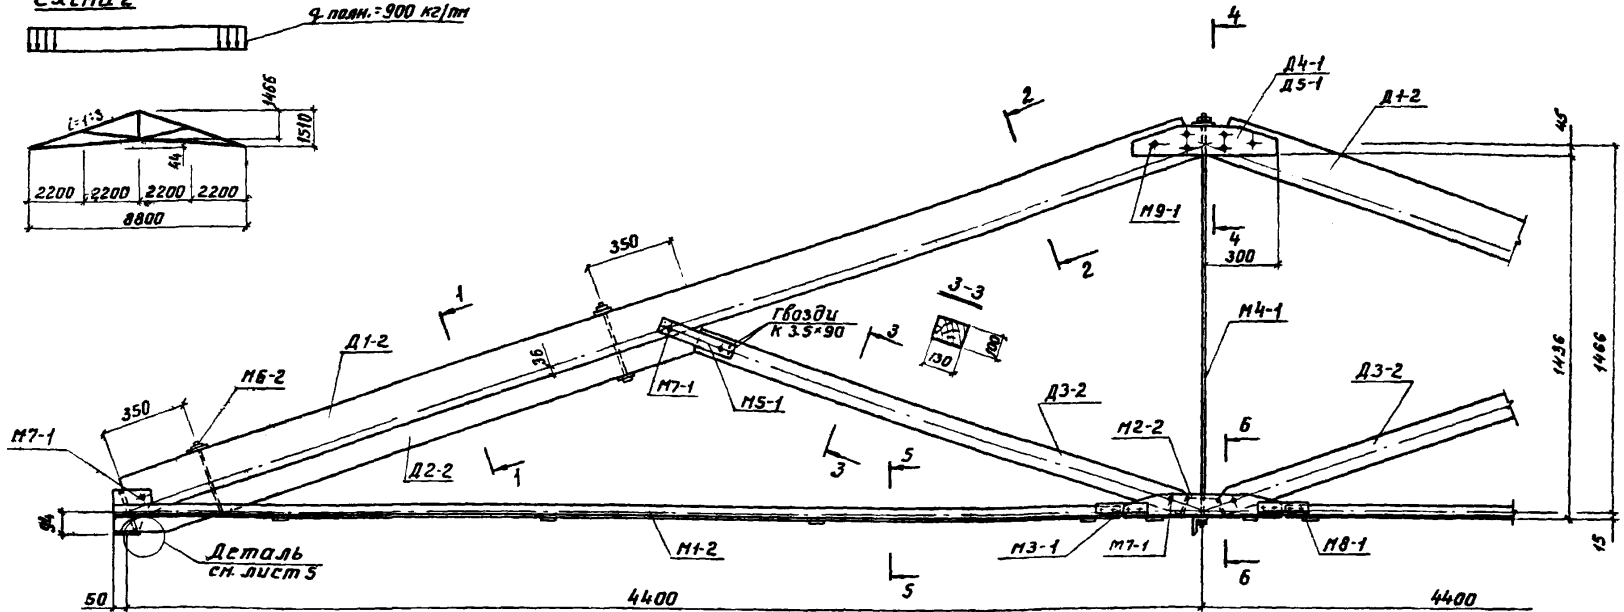 схема 2
q полн.=900 кг/пм
i=1:3
1466
1510
44
2200 2200 2200 2200
8800
4
Д4-1
Д5-1
Д1-2
2
45
М9-1
4
300
2
350
1
3-3
гвозди
К 3.5×90
3
130
100
М4-1
1436
1466
Д1-2
36
М6-2
М7-1
М5-1
Д3-2
Д3-2
350
М7-1
М2-2
6
Д2-2
1
3
5
94
Деталь
см. лист 5
М1-2
М3-1
М7-1
М8-1
15
5
6
50
4400
4400